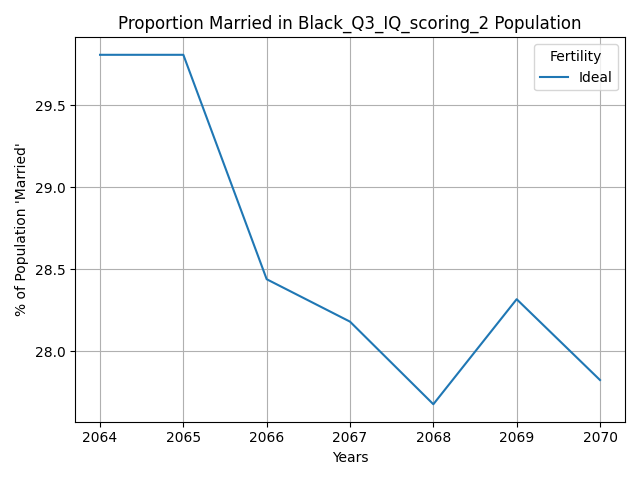 Proportion Married in Black_Q3_IQ_scoring_2 Population
Fertility
Ideal
% of Population 'Married'
29.5
29.0
28.5
28.0
2064 2065 2066 2067 2068 2069 2070
Years